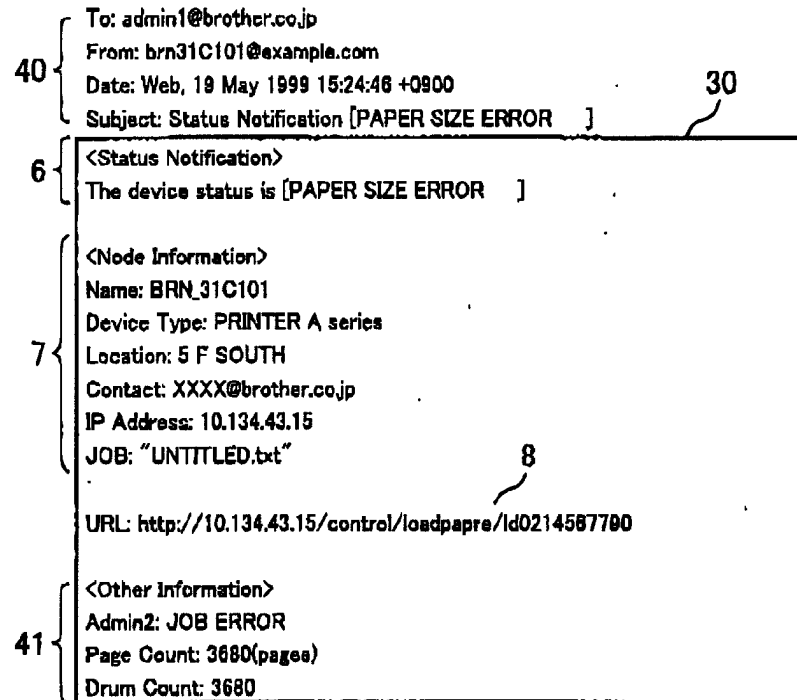 To: admin1@brother.co.jp
40 From: brn31C101@example.com
Date: Web, 19 May 1999 15:24:46 +0900
30
Subject: Status Notification [PAPER SIZE ERROR ]
6 <Status Notification>
The device status is [PAPER SIZE ERROR ]
<Node Information>
Name: BRN_31C101
Device Type: PRINTER A series
7 Location: 5 F SOUTH
Contact: XXXX@brother.co.jp
IP Address: 10.134.43.15
JOB: "UNTITLED.txt"
8
URL: http://10.134.43.15/control/loadpapre/Id0214567790
<Other Information>
Admin2: JOB ERROR
41 Page Count: 3680(pages)
Drum Count: 3680